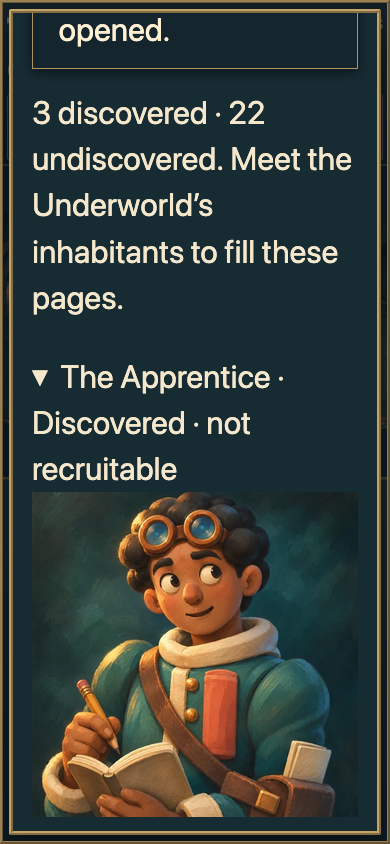 opened.
3 discovered · 22
undiscovered. Meet the
Underworld’s
inhabitants to fill these
pages.
▼ The Apprentice ·
Discovered · not
recruitable